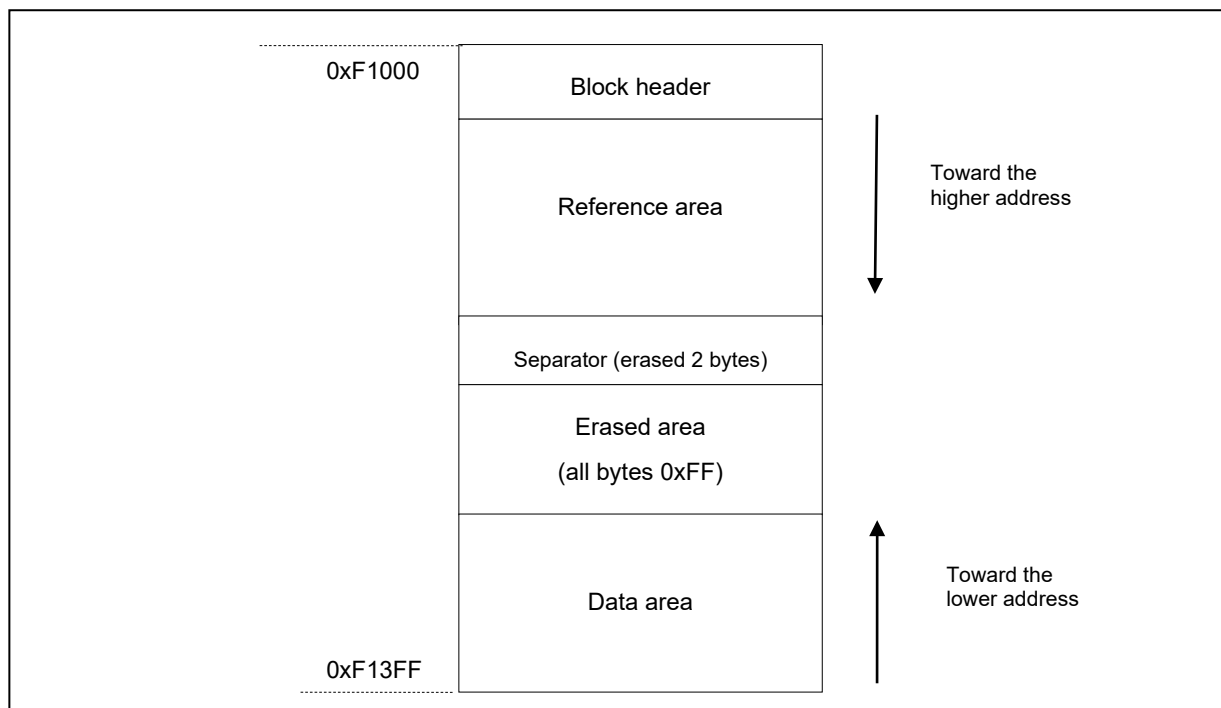 0xF1000
Block header
Reference area
Toward the
higher address
Separator (erased 2 bytes)
Erased area
(all bytes 0xFF)
Data area
Toward the
lower address
0xF13FF